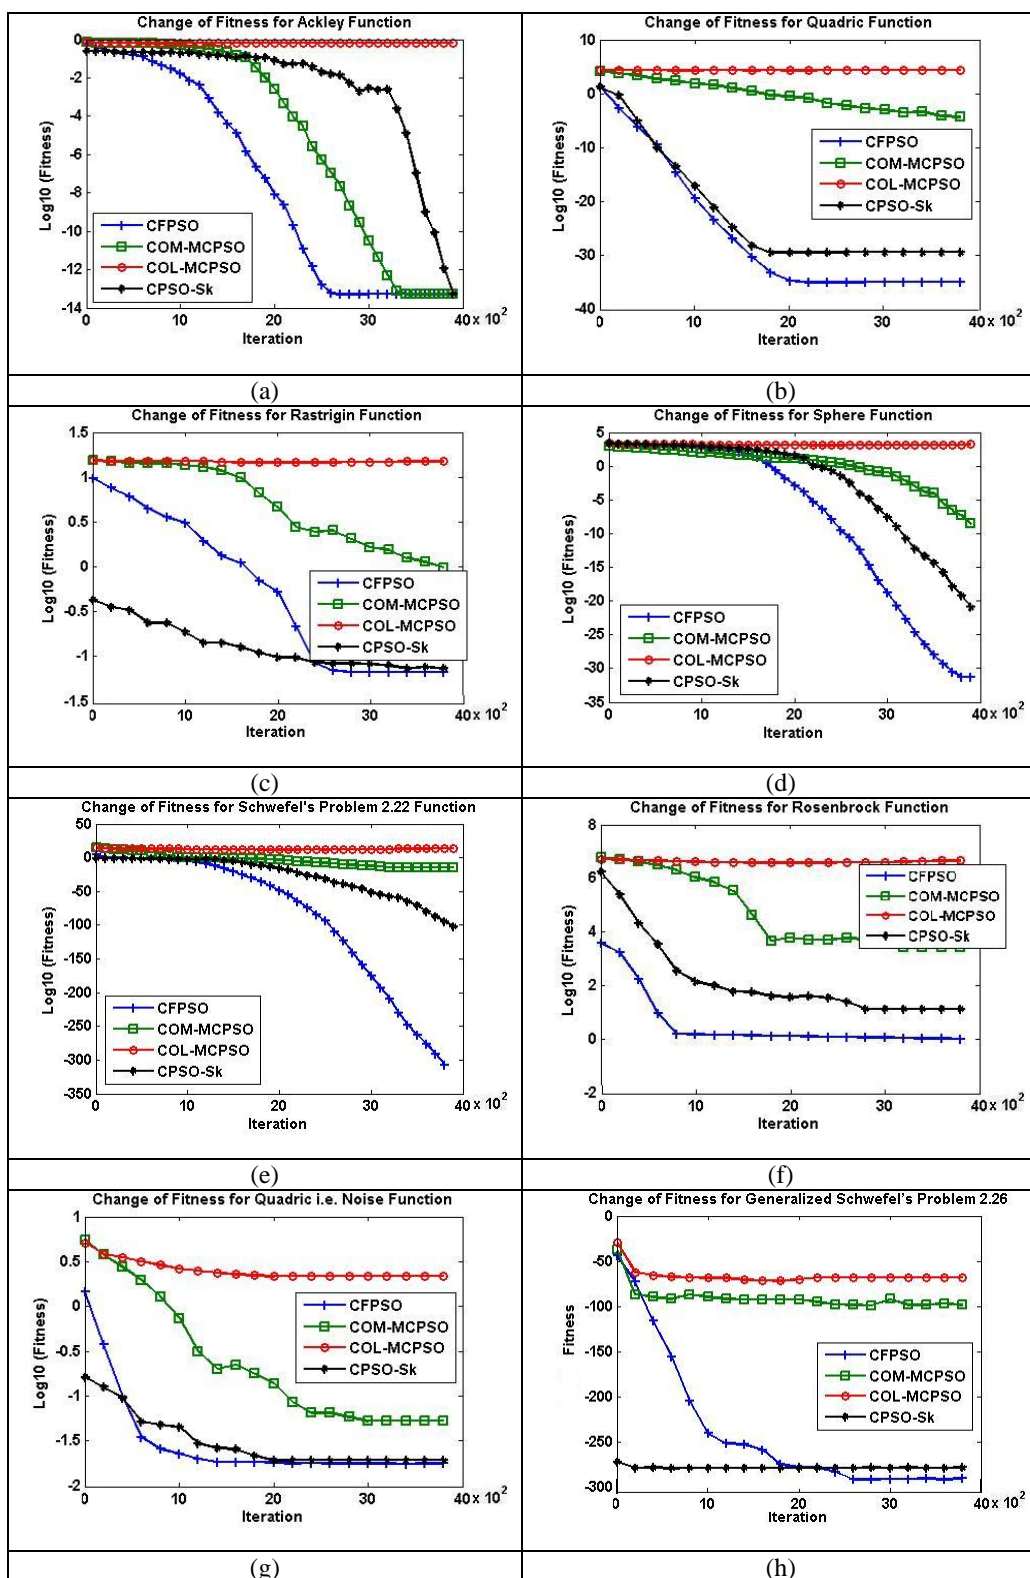 Change of Fitness for Ackley Function
0
-2
-4
-6
-8
-10
-12
-14
Log10 (Fitness)
CFPSO
COM-MCPSO
COL-MCPSO
CPSO-Sk
0 10 20 30 40 x 10²
Iteration
(a)
Change of Fitness for Quadric Function
10
0
-10
-20
-30
-40
Log10 (Fitness)
CFPSO
COM-MCPSO
COL-MCPSO
CPSO-Sk
0 10 20 30 40 x 10²
Iteration
(b)
Change of Fitness for Rastrigin Function
1.5
1
0.5
0
-0.5
-1
-1.5
Log10 (Fitness)
CFPSO
COM-MCPSO
COL-MCPSO
CPSO-Sk
0 10 20 30 40 x 10²
Iteration
(c)
Change of Fitness for Sphere Function
5
0
-5
-10
-15
-20
-25
-30
-35
Log10 (Fitness)
CFPSO
COM-MCPSO
COL-MCPSO
CPSO-Sk
0 10 20 30 40 x 10²
Iteration
(d)
Change of Fitness for Schwefel's Problem 2.22 Function
50
0
-50
-100
-150
-200
-250
-300
-350
Log10 (Fitness)
CFPSO
COM-MCPSO
COL-MCPSO
CPSO-Sk
0 10 20 30 40 x 10²
Iteration
(e)
Change of Fitness for Rosenbrock Function
8
6
4
2
0
-2
Log10 (Fitness)
CFPSO
COM-MCPSO
COL-MCPSO
CPSO-Sk
0 10 20 30 40 x 10²
Iteration
(f)
Change of Fitness for Quadric i.e. Noise Function
1
0.5
0
-0.5
-1
-1.5
-2
Log10 (Fitness)
CFPSO
COM-MCPSO
COL-MCPSO
CPSO-Sk
0 10 20 30 40 x 10²
Iteration
(g)
Change of Fitness for Generalized Schwefel's Problem 2.26
0
-50
-100
-150
-200
-250
-300
Fitness
CFPSO
COM-MCPSO
COL-MCPSO
CPSO-Sk
0 10 20 30 40 x 10²
Iteration
(h)